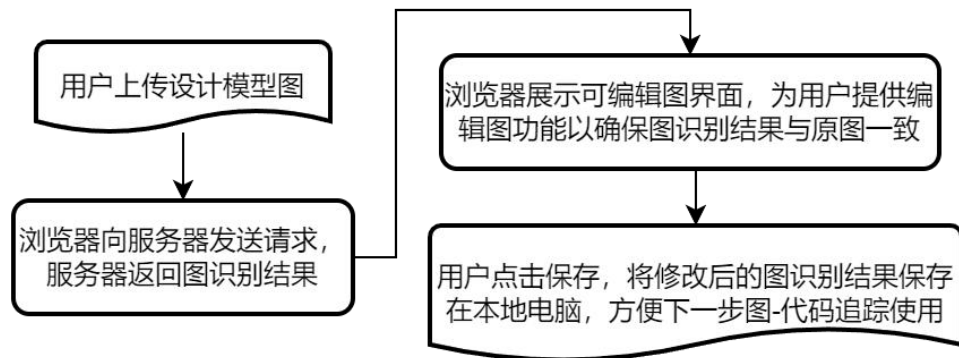 用户上传设计模型图
浏览器向服务器发送请求，
服务器返回图识别结果
浏览器展示可编辑图界面，为用户提供编
辑图功能以确保图识别结果与原图一致
用户点击保存，将修改后的图识别结果保存
在本地电脑，方便下一步图-代码追踪使用